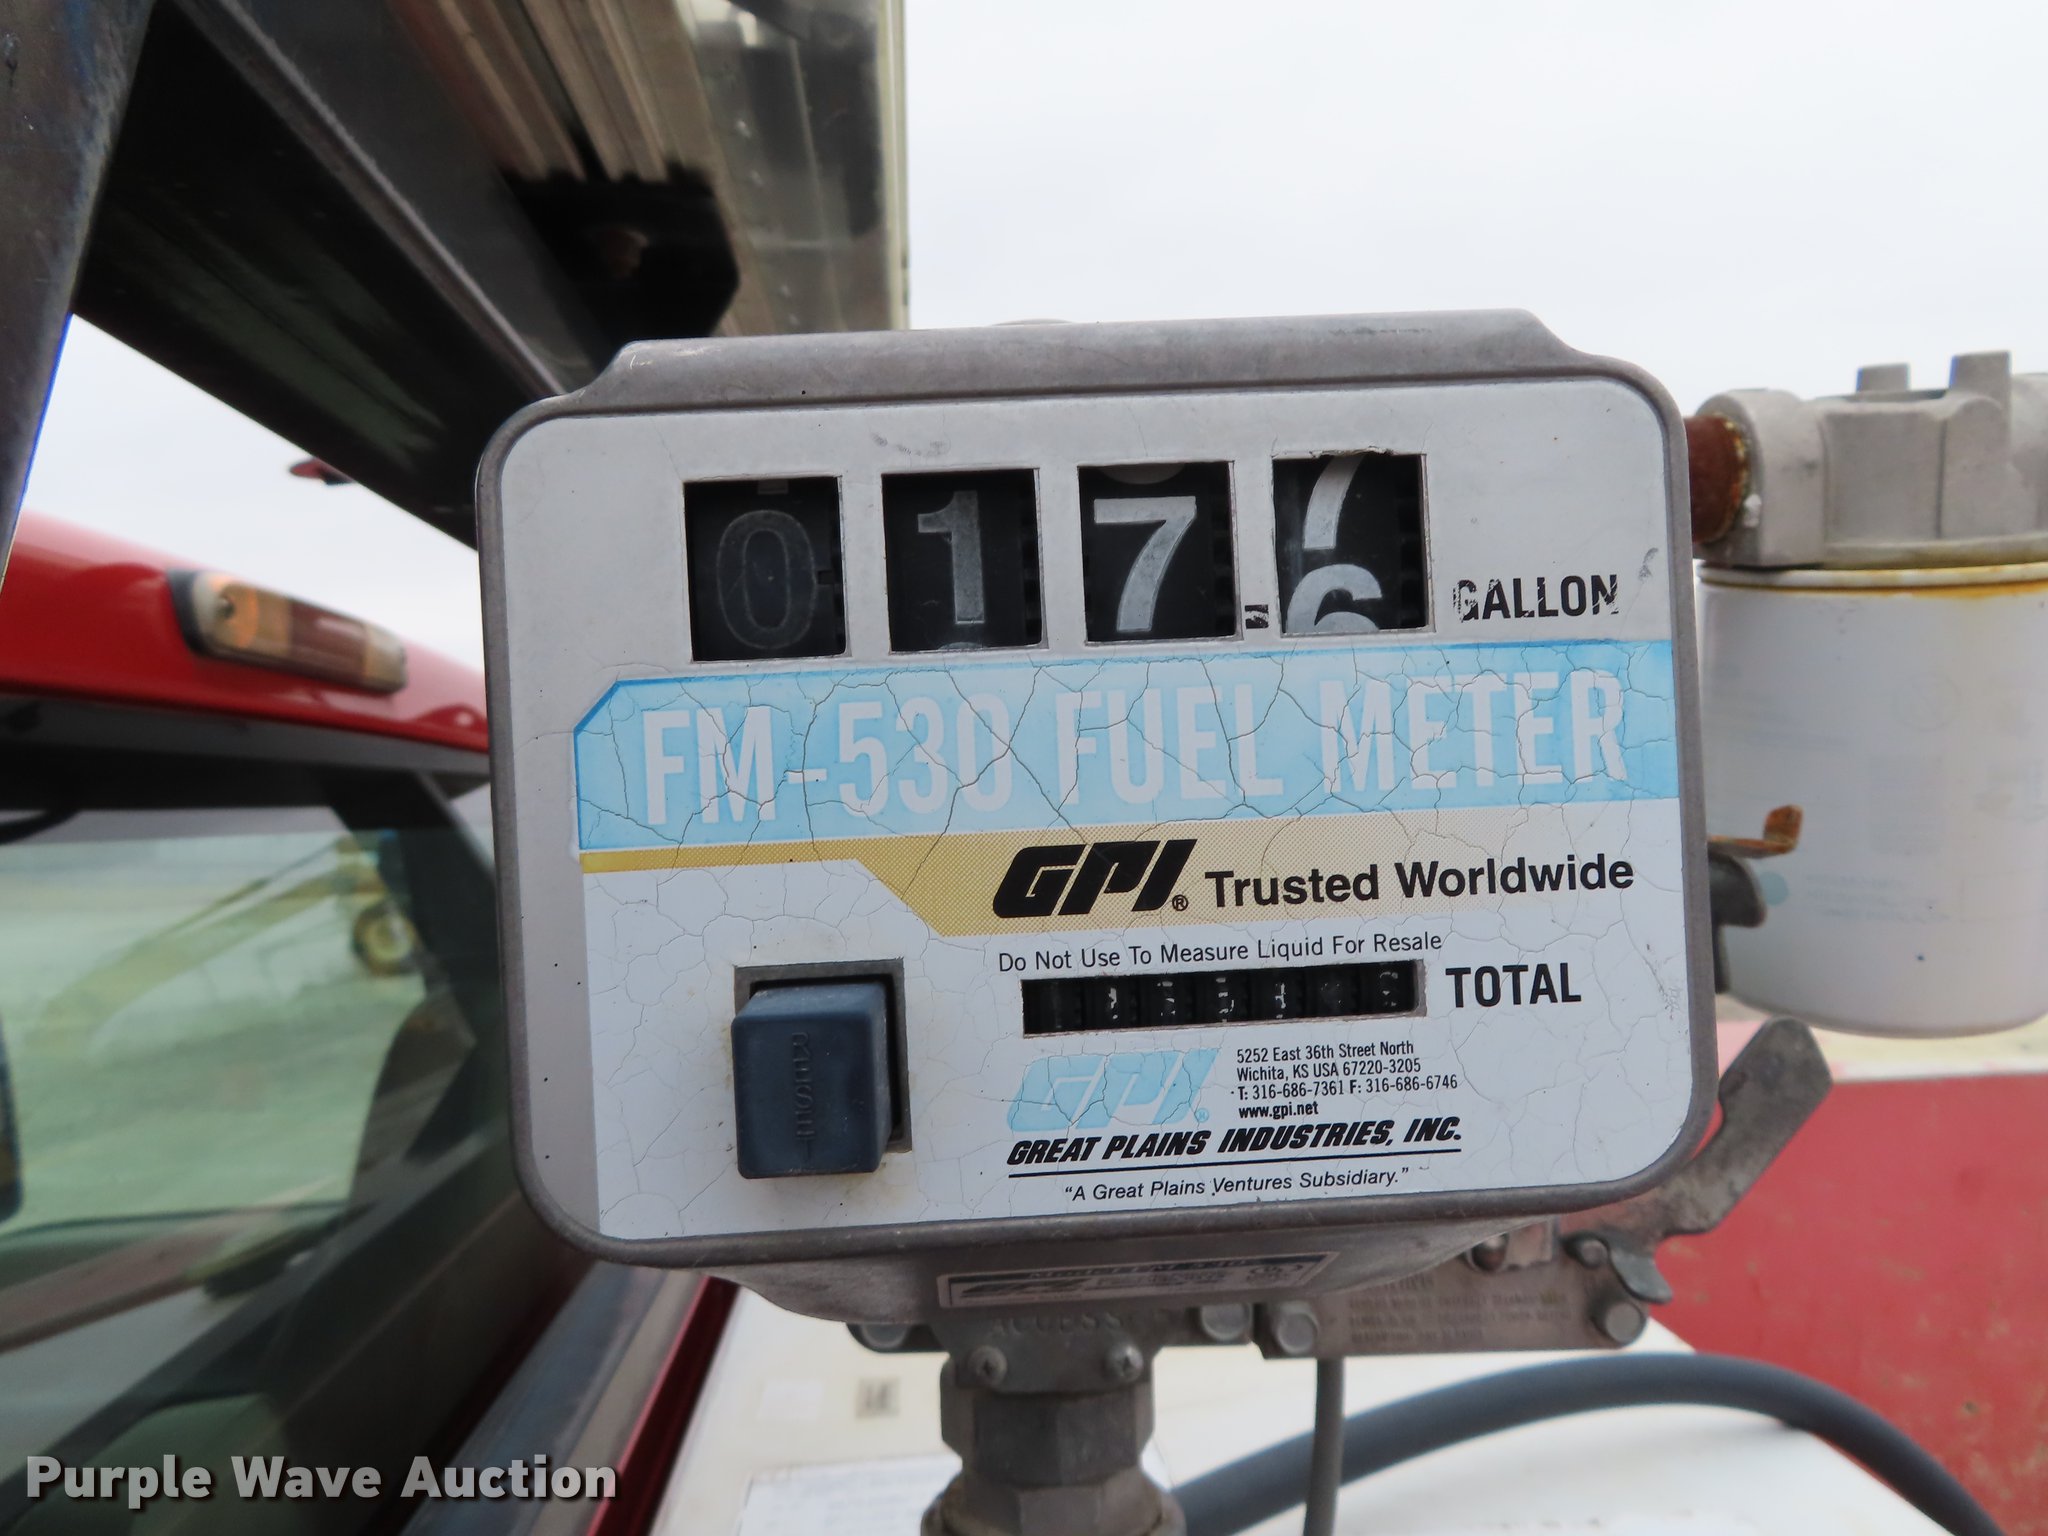 0 1 7 . 7 6 GALLON
FM-530 FUEL METER
GPI® Trusted Worldwide
Do Not Use To Measure Liquid For Resale
TOTAL
RESET
GPI®
5252 East 36th Street North
Wichita, KS USA 67220-3205
T: 316-686-7361 F: 316-686-6746
www.gpi.net
GREAT PLAINS INDUSTRIES, INC.
“A Great Plains Ventures Subsidiary.”
Purple Wave Auction